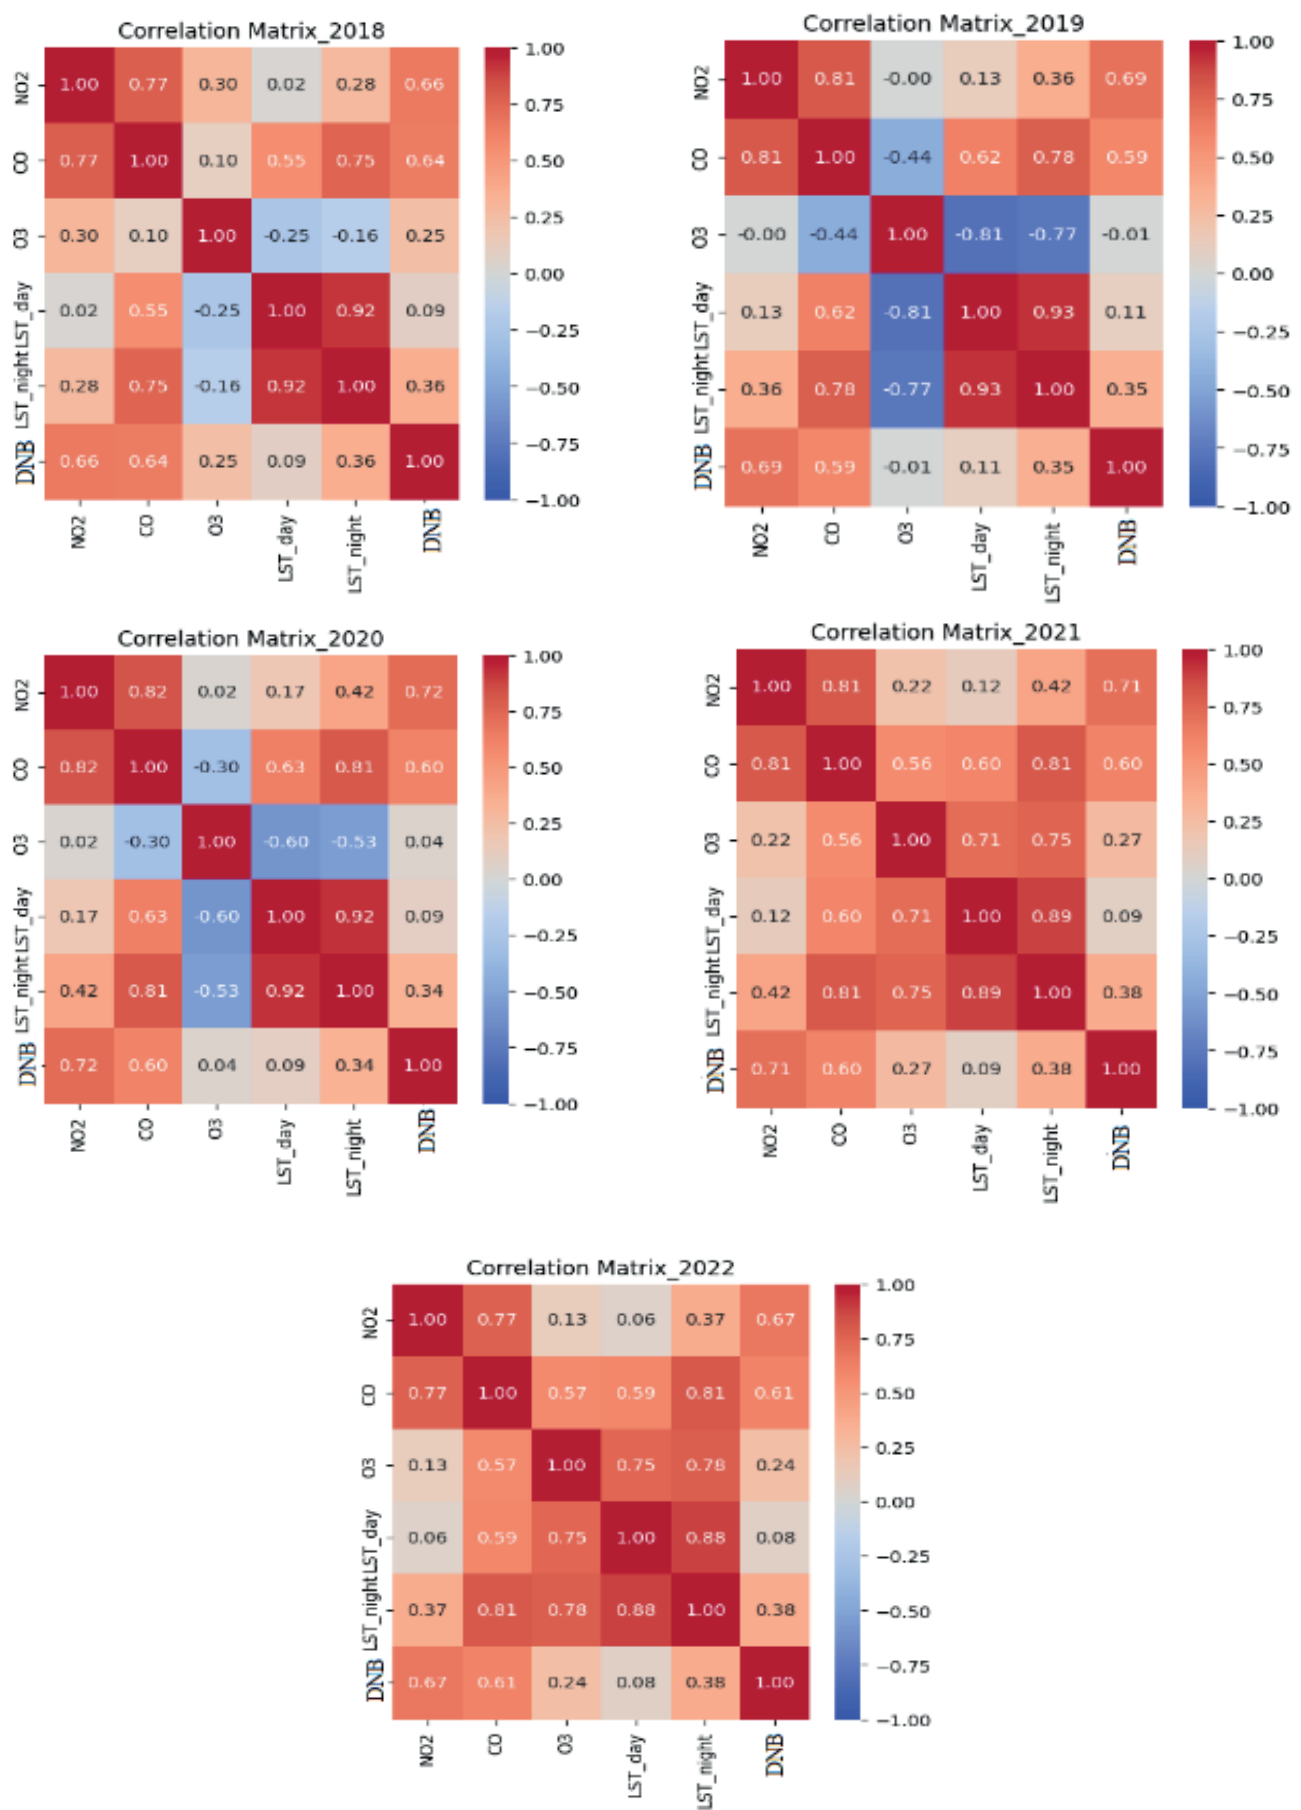 Correlation Matrix_2018
NO2 1.00 0.77 0.30 0.02 0.28 0.66
CO 0.77 1.00 0.10 0.55 0.75 0.64
O3 0.30 0.10 1.00 -0.25 -0.16 0.25
LST_day 0.02 0.55 -0.25 1.00 0.92 0.09
LST_night 0.28 0.75 -0.16 0.92 1.00 0.36
DNB 0.66 0.64 0.25 0.09 0.36 1.00
NO2 CO O3 LST_day LST_night DNB
1.00
0.75
0.50
0.25
0.00
−0.25
−0.50
−0.75
−1.00
Correlation Matrix_2019
NO2 1.00 0.81 -0.00 0.13 0.36 0.69
CO 0.81 1.00 -0.44 0.62 0.78 0.59
O3 -0.00 -0.44 1.00 -0.81 -0.77 -0.01
LST_day 0.13 0.62 -0.81 1.00 0.93 0.11
LST_night 0.36 0.78 -0.77 0.93 1.00 0.35
DNB 0.69 0.59 -0.01 0.11 0.35 1.00
NO2 CO O3 LST_day LST_night DNB
1.00
0.75
0.50
0.25
0.00
−0.25
−0.50
−0.75
−1.00
Correlation Matrix_2020
NO2 1.00 0.82 0.02 0.17 0.42 0.72
CO 0.82 1.00 -0.30 0.63 0.81 0.60
O3 0.02 -0.30 1.00 -0.60 -0.53 0.04
LST_day 0.17 0.63 -0.60 1.00 0.92 0.09
LST_night 0.42 0.81 -0.53 0.92 1.00 0.34
DNB 0.72 0.60 0.04 0.09 0.34 1.00
NO2 CO O3 LST_day LST_night DNB
1.00
0.75
0.50
0.25
0.00
−0.25
−0.50
−0.75
−1.00
Correlation Matrix_2021
NO2 1.00 0.81 0.22 0.12 0.42 0.71
CO 0.81 1.00 0.56 0.60 0.81 0.60
O3 0.22 0.56 1.00 0.71 0.75 0.27
LST_day 0.12 0.60 0.71 1.00 0.89 0.09
LST_night 0.42 0.81 0.75 0.89 1.00 0.38
DNB 0.71 0.60 0.27 0.09 0.38 1.00
NO2 CO O3 LST_day LST_night DNB
1.00
0.75
0.50
0.25
0.00
−0.25
−0.50
−0.75
−1.00
Correlation Matrix_2022
NO2 1.00 0.77 0.13 0.06 0.37 0.67
CO 0.77 1.00 0.57 0.59 0.81 0.61
O3 0.13 0.57 1.00 0.75 0.78 0.24
LST_day 0.06 0.59 0.75 1.00 0.88 0.08
LST_night 0.37 0.81 0.78 0.88 1.00 0.38
DNB 0.67 0.61 0.24 0.08 0.38 1.00
NO2 CO O3 LST_day LST_night DNB
1.00
0.75
0.50
0.25
0.00
−0.25
−0.50
−0.75
−1.00